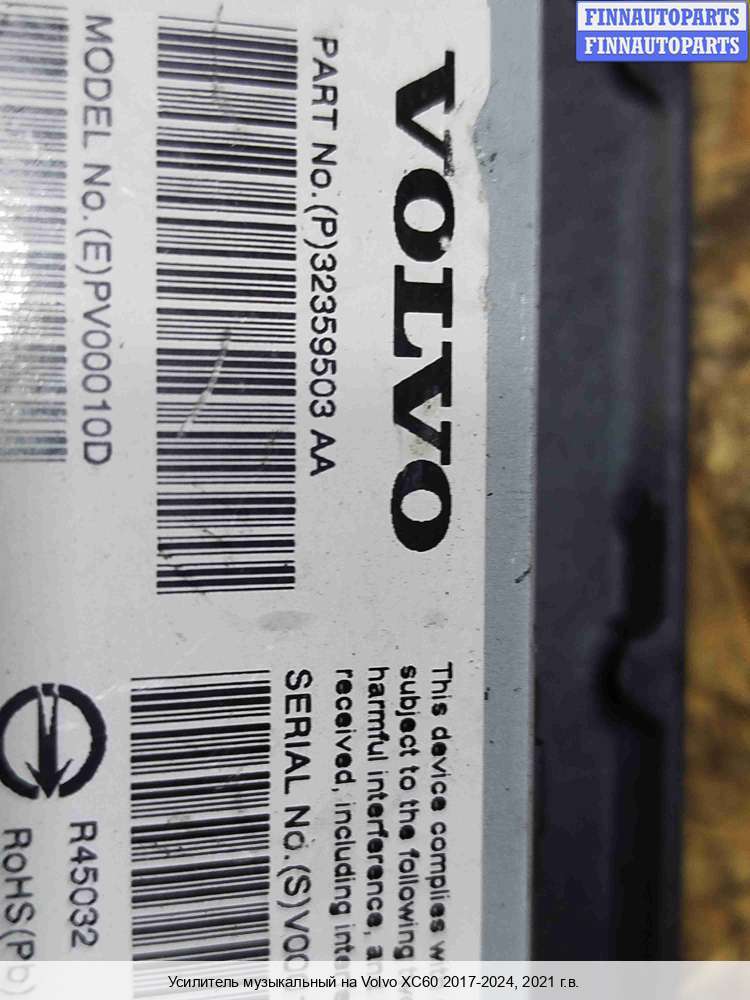 FINNAUTOPARTS
FINNAUTOPARTS
VOLVO
PART No.(P)32359503 AA
MODEL No.(E)PV00010D
This device complies
subject to the following
harmful interference,
received, including
SERIAL No.(S)V00
R45032
RoHS(Pb)
Усилитель музыкальный на Volvo XC60 2017-2024, 2021 г.в.